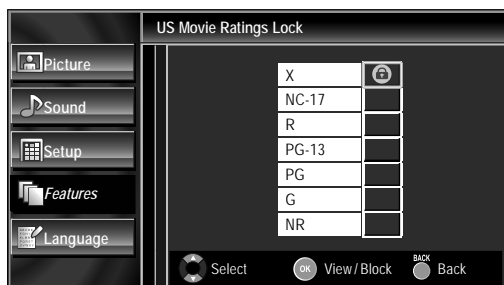 US Movie Ratings Lock
Picture
Sound
Setup
Features
Language
X
NC-17
R
PG-13
PG
G
NR
Select
OK
View / Block
BACK
Back